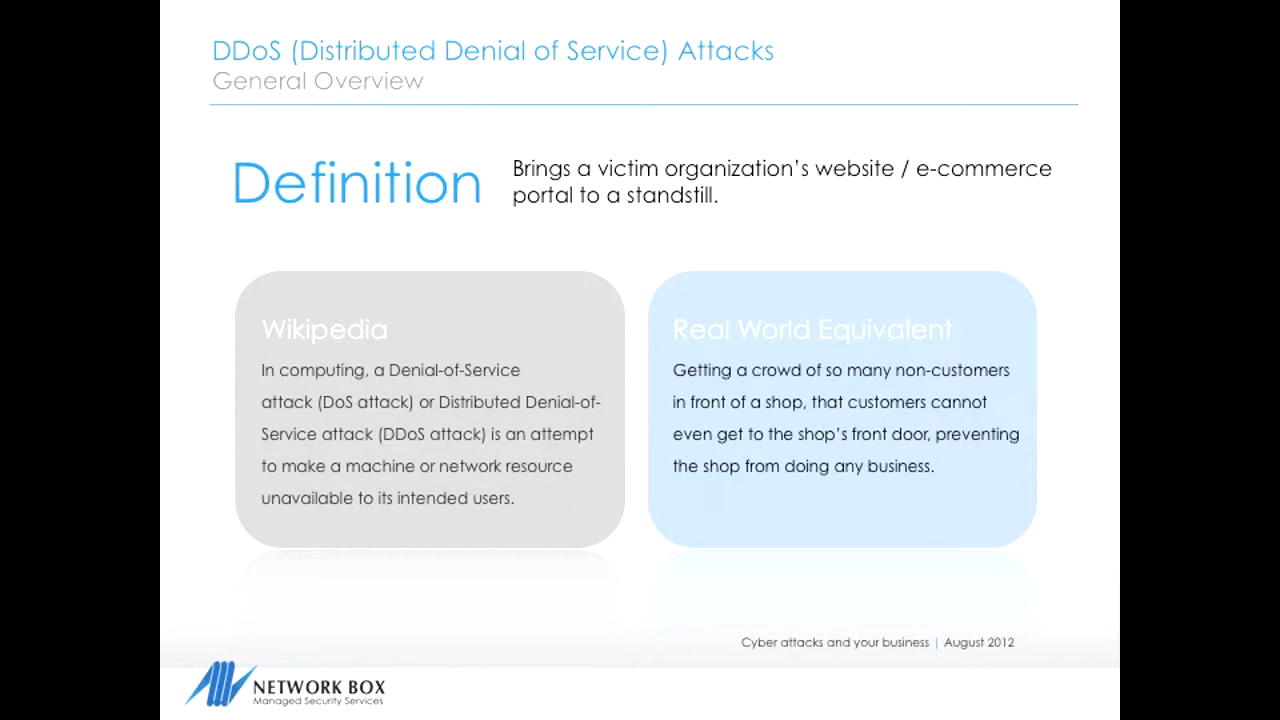 DDoS (Distributed Denial of Service) Attacks
General Overview
Definition
Brings a victim organization's website / e-commerce
portal to a standstill.
Wikipedia
In computing, a Denial-of-Service
attack (DoS attack) or Distributed Denial-of-
Service attack (DDoS attack) is an attempt
to make a machine or network resource
unavailable to its intended users.
Real World Equivalent
Getting a crowd of so many non-customers
in front of a shop, that customers cannot
even get to the shop's front door, preventing
the shop from doing any business.
Cyber attacks and your business | August 2012
NETWORK BOX
Managed Security Services